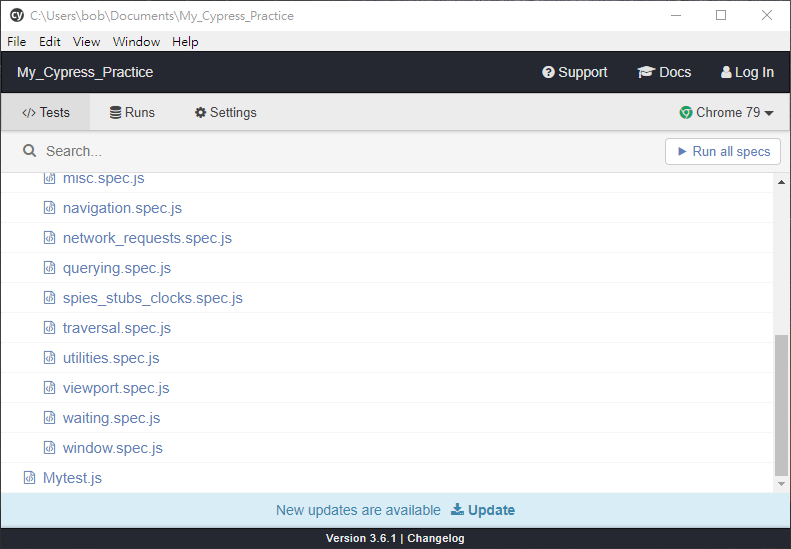 C:\Users\bob\Documents\My_Cypress_Practice
File Edit View Window Help
My_Cypress_Practice Support Docs Log In
Tests Runs Settings Chrome 79
Search... Run all specs
misc.spec.js
navigation.spec.js
network_requests.spec.js
querying.spec.js
spies_stubs_clocks.spec.js
traversal.spec.js
utilities.spec.js
viewport.spec.js
waiting.spec.js
window.spec.js
Mytest.js
New updates are available Update
Version 3.6.1 | Changelog